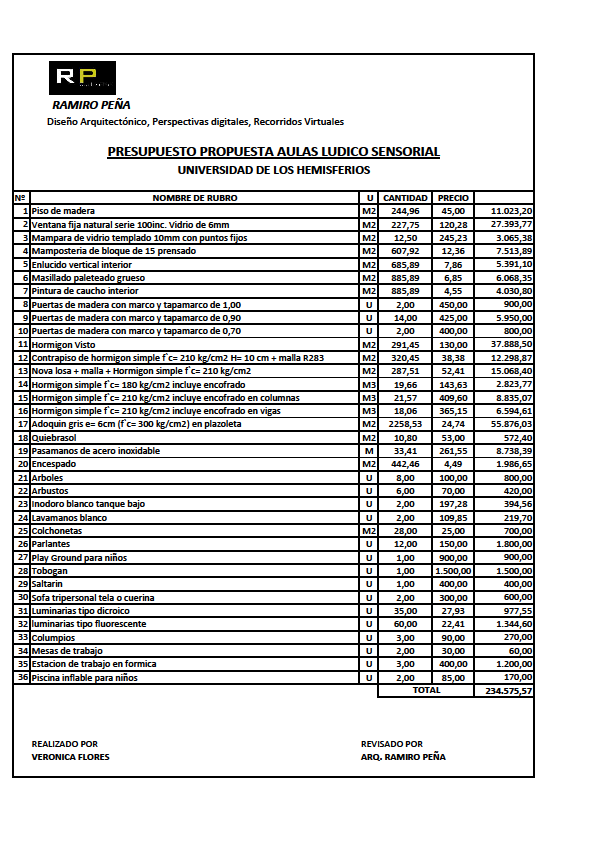 RP
RAMIRO PEÑA
Diseño Arquitectónico, Perspectivas digitales, Recorridos Virtuales
PRESUPUESTO PROPUESTA AULAS LUDICO SENSORIAL
UNIVERSIDAD DE LOS HEMISFERIOS
Nº NOMBRE DE RUBRO U CANTIDAD PRECIO
1 Piso de madera M2 244,96 45,00 11.023,20
2 Ventana fija natural serie 100inc. Vidrio de 6mm M2 227,75 120,28 27.393,77
3 Mampara de vidrio templado 10mm con puntos fijos M2 12,50 245,23 3.065,38
4 Mamposteria de bloque de 15 prensado M2 607,92 12,36 7.513,89
5 Enlucido vertical interior M2 685,89 7,86 5.391,10
6 Masillado paleteado grueso M2 885,89 6,85 6.068,35
7 Pintura de caucho interior M2 885,89 4,55 4.030,80
8 Puertas de madera con marco y tapamarco de 1,00 U 2,00 450,00 900,00
9 Puertas de madera con marco y tapamarco de 0,90 U 14,00 425,00 5.950,00
10 Puertas de madera con marco y tapamarco de 0,70 U 2,00 400,00 800,00
11 Hormigon Visto M2 291,45 130,00 37.888,50
12 Contrapiso de hormigon simple f`c= 210 kg/cm2 H= 10 cm + malla R283 M2 320,45 38,38 12.298,87
13 Nova losa + malla + Hormigon simple f`c= 210 kg/cm2 M2 287,51 52,41 15.068,40
14 Hormigon simple f`c= 180 kg/cm2 incluye encofrado M3 19,66 143,63 2.823,77
15 Hormigon simple f`c= 210 kg/cm2 incluye encofrado en columnas M3 21,57 409,60 8.835,07
16 Hormigon simple f`c= 210 kg/cm2 incluye encofrado en vigas M3 18,06 365,15 6.594,61
17 Adoquin gris e= 6cm (f`c= 300 kg/cm2) en plazoleta M2 2258,53 24,74 55.876,03
18 Quiebrasol M2 10,80 53,00 572,40
19 Pasamanos de acero inoxidable M 33,41 261,55 8.738,39
20 Encespado M2 442,46 4,49 1.986,65
21 Arboles U 8,00 100,00 800,00
22 Arbustos U 6,00 70,00 420,00
23 Inodoro blanco tanque bajo U 2,00 197,28 394,56
24 Lavamanos blanco U 2,00 109,85 219,70
25 Colchonetas M2 28,00 25,00 700,00
26 Parlantes U 12,00 150,00 1.800,00
27 Play Ground para niños U 1,00 900,00 900,00
28 Tobogan U 1,00 1.500,00 1.500,00
29 Saltarin U 1,00 400,00 400,00
30 Sofa tripersonal tela o cuerina U 2,00 300,00 600,00
31 Luminarias tipo dicroico U 35,00 27,93 977,55
32 luminarias tipo fluorescente U 60,00 22,41 1.344,60
33 Columpios U 3,00 90,00 270,00
34 Mesas de trabajo U 2,00 30,00 60,00
35 Estacion de trabajo en formica U 3,00 400,00 1.200,00
36 Piscina inflable para niños U 2,00 85,00 170,00
TOTAL 234.575,57
REALIZADO POR REVISADO POR
VERONICA FLORES ARQ. RAMIRO PEÑA